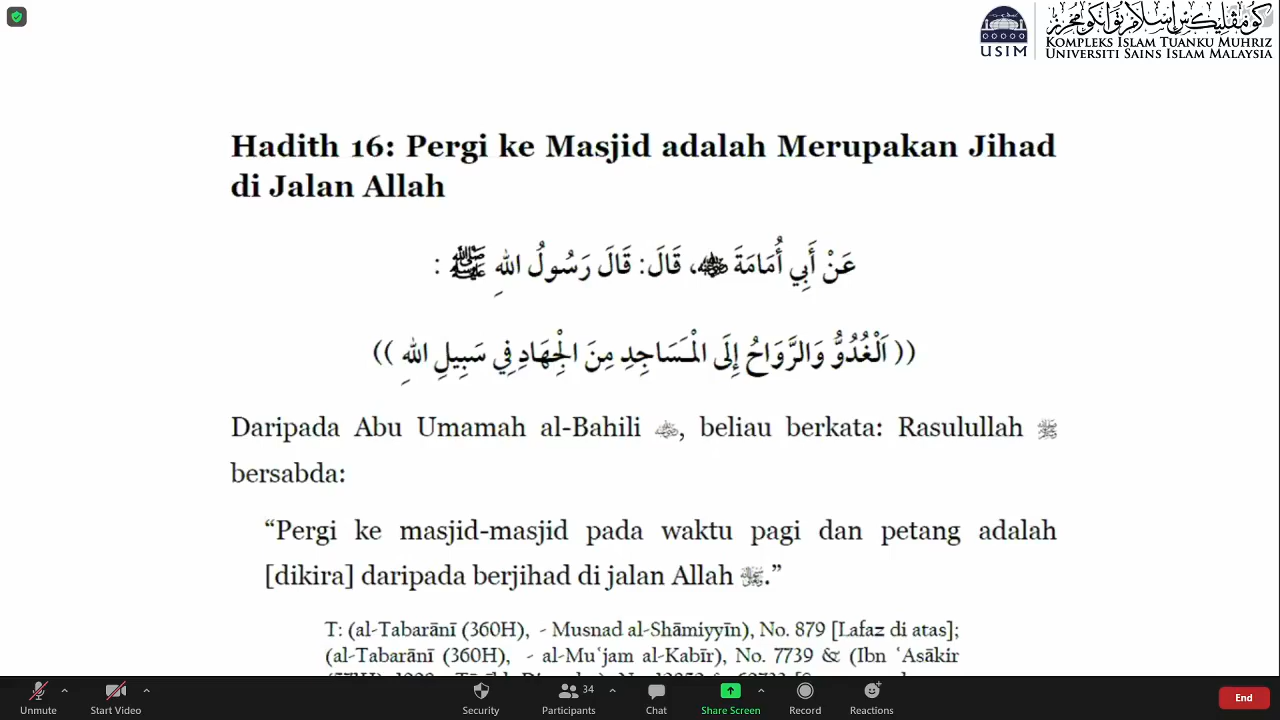 كومڤليكس إسلام توانكو محرز
USIM
KOMPLEKS ISLAM TUANKU MUHRIZ
UNIVERSITI SAINS ISLAM MALAYSIA
Hadith 16: Pergi ke Masjid adalah Merupakan Jihad
di Jalan Allah
عَنْ أَبِي أُمَامَةَ، قَالَ: قَالَ رَسُولُ اللهِ ﷺ :
(( اَلْغُدُوُّ وَالرَّوَاحُ إِلَى الْمَسَاجِدِ مِنَ الْجِهَادِ فِي سَبِيلِ اللهِ ))
Daripada Abu Umamah al-Bahili , beliau berkata: Rasulullah ﷺ
bersabda:
“Pergi ke masjid-masjid pada waktu pagi dan petang adalah
[dikira] daripada berjihad di jalan Allah .”
T: (al-Tabarānī (360H), - Musnad al-Shāmiyyīn), No. 879 [Lafaz di atas];
(al-Tabarānī (360H), - al-Muʿjam al-Kabīr), No. 7739 & (Ibn ʿAsākir
Unmute
Start Video
Security
Participants 34
Chat
Share Screen
Record
Reactions
End